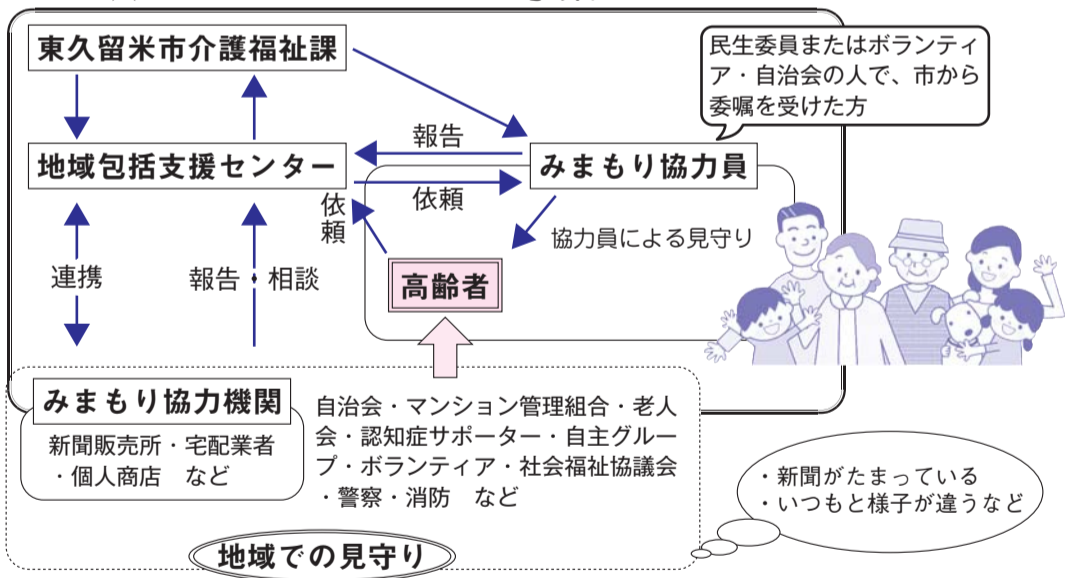 東久留米市介護福祉課
民生委員またはボランティ
ア・自治会の人で、市から
委嘱を受けた方
報告
地域包括支援センター
みまもり協力員
依頼
依頼
協力員による見守り
連携
報告・相談
高齢者
みまもり協力機関
新聞販売所・宅配業者
・個人商店 など
自治会・マンション管理組合・老人
会・認知症サポーター・自主グルー
プ・ボランティア・社会福祉協議会
・警察・消防 など
・新聞がたまっている
・いつもと様子が違うなど
地域での見守り